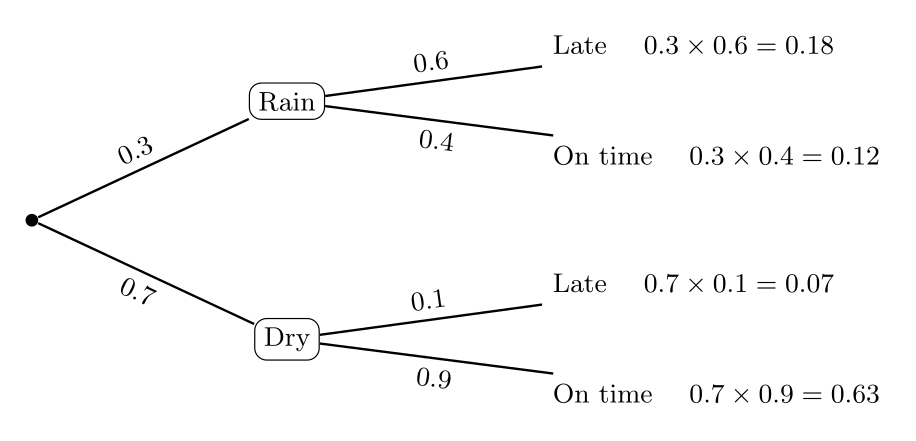 Late 0.3 × 0.6 = 0.18
0.6
Rain
0.4
On time 0.3 × 0.4 = 0.12
0.3
0.7
Late 0.7 × 0.1 = 0.07
0.1
Dry
0.9
On time 0.7 × 0.9 = 0.63